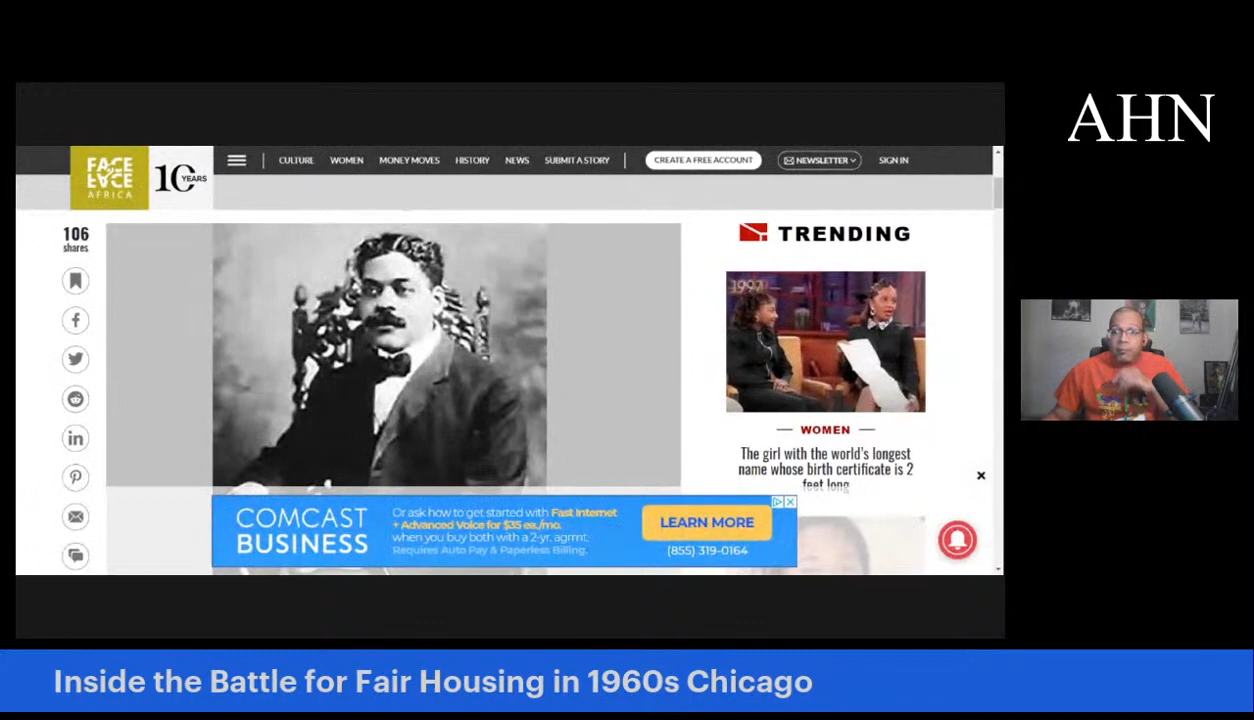 AHN
FACE
2
FACE
AFRICA
10 YEARS
CULTURE WOMEN MONEY MOVES HISTORY NEWS SUBMIT A STORY
CREATE A FREE ACCOUNT
NEWSLETTER
SIGN IN
106
shares
TRENDING
1997
WOMEN
The girl with the world's longest
name whose birth certificate is 2
feet long
COMCAST
BUSINESS
Or ask how to get started with Fast Internet
+ Advanced Voice for $35 ea./mo.
when you buy both with a 2-yr. agrmt.
Requires Auto Pay & Paperless Billing.
LEARN MORE
(855) 319-0164
Inside the Battle for Fair Housing in 1960s Chicago